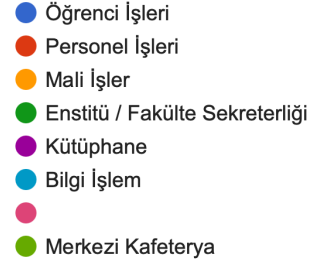 Öğrenci İşleri
Personel İşleri
Mali İşler
Enstitü / Fakülte Sekreterliği
Kütüphane
Bilgi İşlem
Merkezi Kafeterya